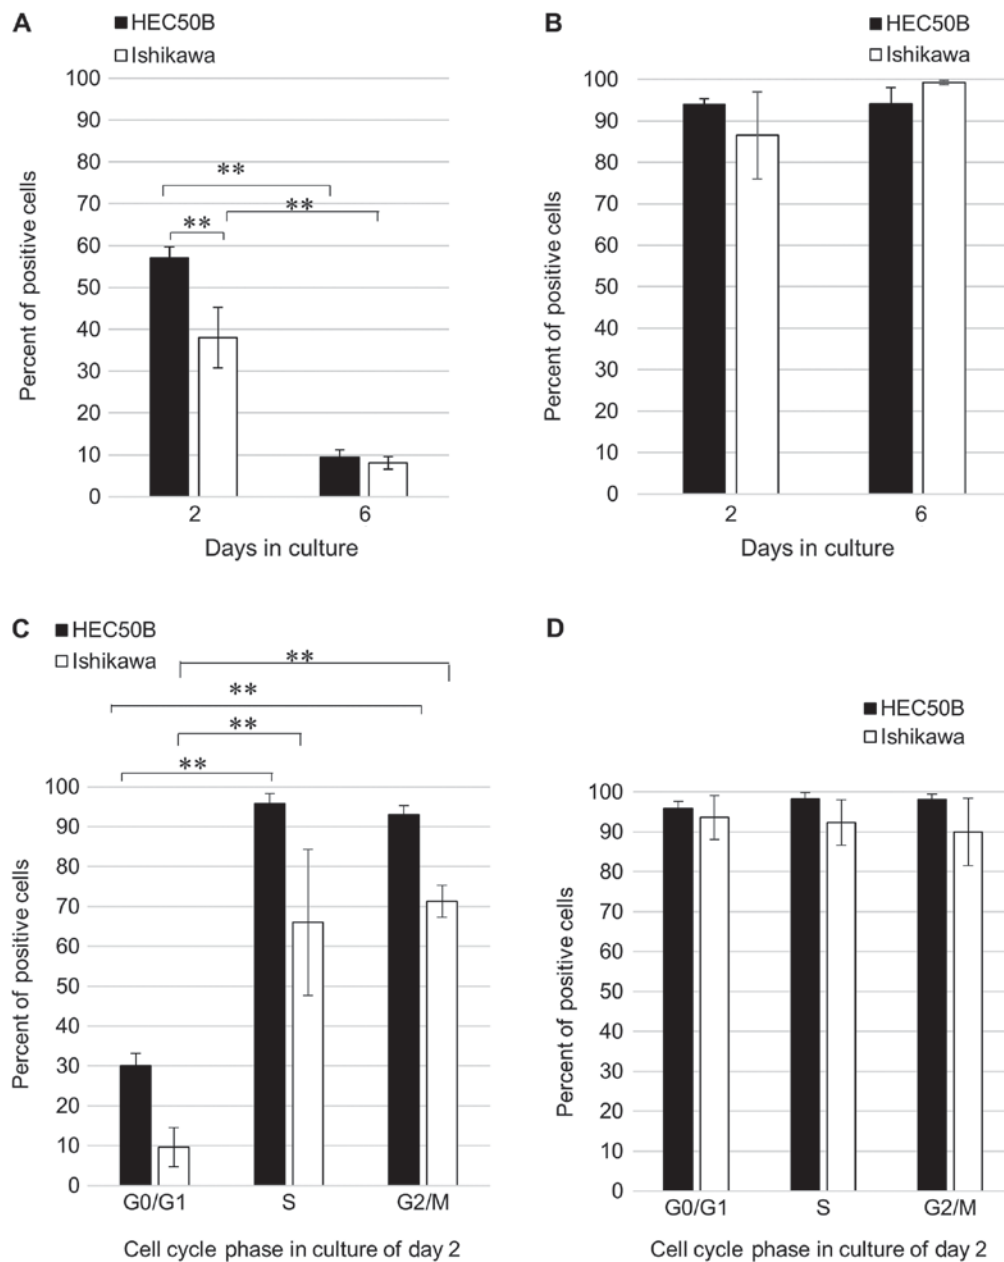 A
■HEC50B
□Ishikawa
100
90
80
70
60
50
40
30
20
10
0
**
**
**
Percent of positive cells
2
6
Days in culture
B
■HEC50B
□Ishikawa
100
90
80
70
60
50
40
30
20
10
0
Percent of positive cells
2
6
Days in culture
C
■HEC50B
□Ishikawa
**
**
**
**
100
90
80
70
60
50
40
30
20
10
0
Percent of positive cells
G0/G1
S
G2/M
Cell cycle phase in culture of day 2
D
■HEC50B
□Ishikawa
100
90
80
70
60
50
40
30
20
10
0
Percent of positive cells
G0/G1
S
G2/M
Cell cycle phase in culture of day 2